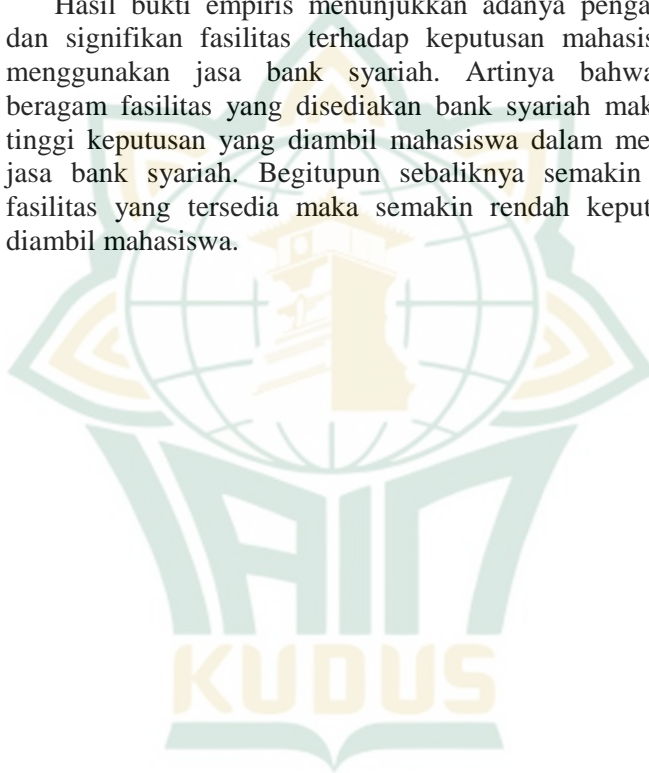 Hasil bukti empiris menunjukkan adanya penga
dan signifikan fasilitas terhadap keputusan mahasis
menggunakan jasa bank syariah. Artinya bahwa
beragam fasilitas yang disediakan bank syariah mak
tinggi keputusan yang diambil mahasiswa dalam me
jasa bank syariah. Begitupun sebaliknya semakin
fasilitas yang tersedia maka semakin rendah keput
diambil mahasiswa.
IAIN
KUDUS